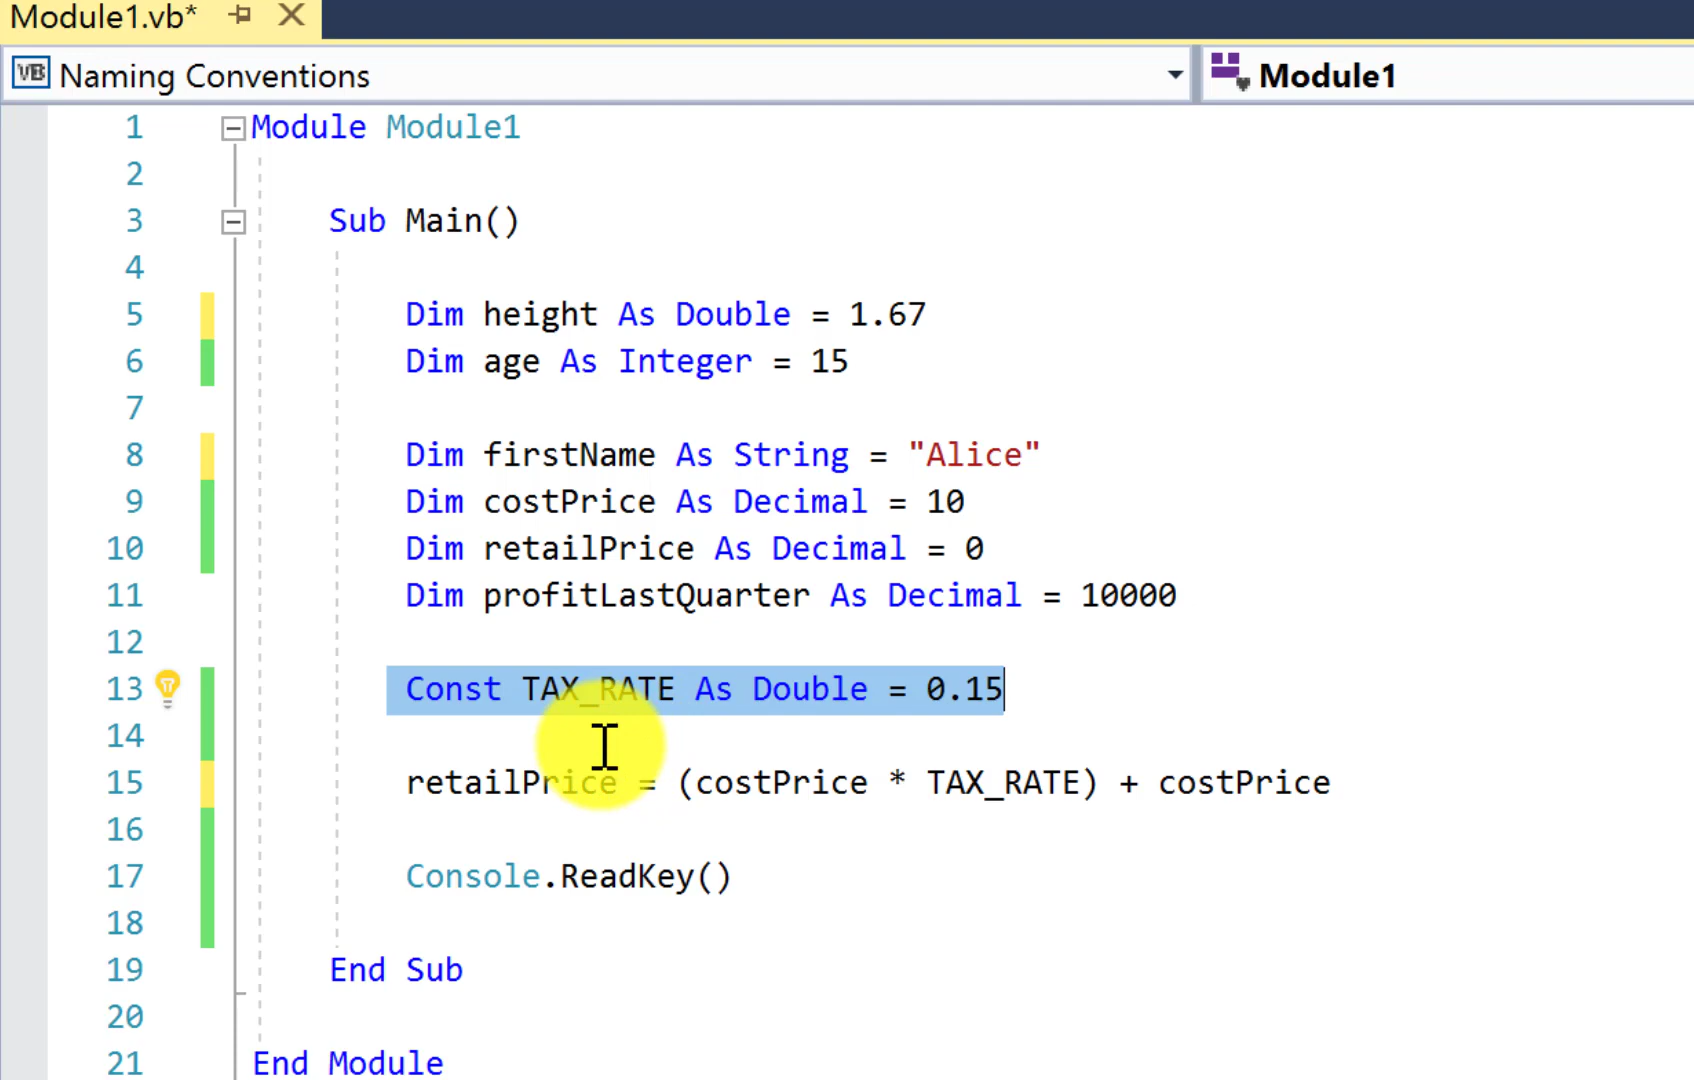 Module1.vb*
VB Naming Conventions
Module1
1 Module Module1
2
3 Sub Main()
4
5 Dim height As Double = 1.67
6 Dim age As Integer = 15
7
8 Dim firstName As String = "Alice"
9 Dim costPrice As Decimal = 10
10 Dim retailPrice As Decimal = 0
11 Dim profitLastQuarter As Decimal = 10000
12
13 Const TAX_RATE As Double = 0.15
14
15 retailPrice = (costPrice * TAX_RATE) + costPrice
16
17 Console.ReadKey()
18
19 End Sub
20
21 End Module